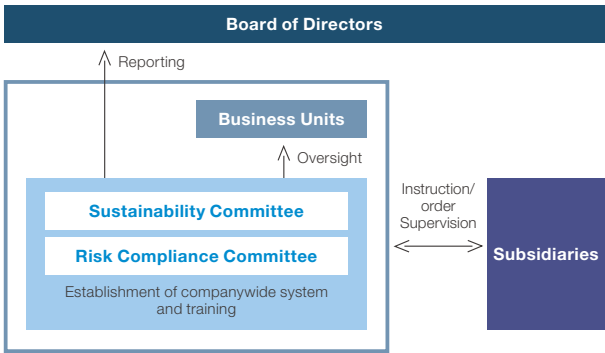 Board of Directors
Reporting
Business Units
Oversight
Sustainability Committee
Risk Compliance Committee
Establishment of companywide system
and training
Instruction/
order
Supervision
Subsidiaries